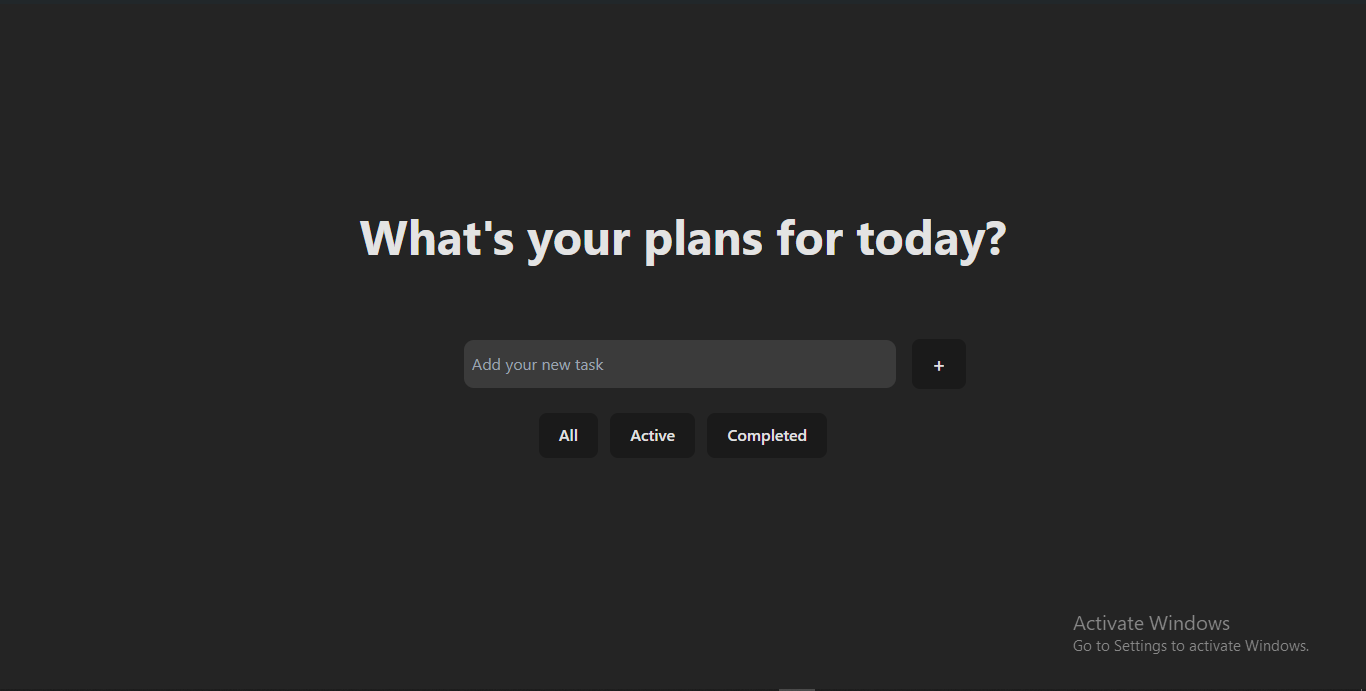 What's your plans for today?
Add your new task
+
All Active Completed
Activate Windows
Go to Settings to activate Windows.